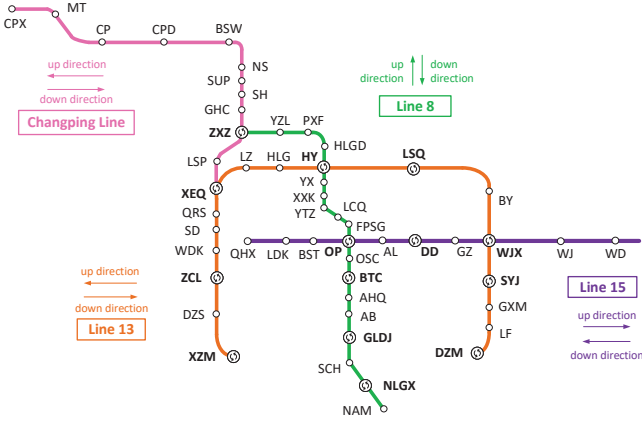 CPX
MT
CP
CPD
BSW
NS
SUP
SH
GHC
up direction
down direction
Changping Line
up
direction
down
direction
Line 8
ZXZ
YZL
PXF
HLGD
LSP
LZ
HLG
HY
LSQ
XEQ
YX
XXK
YTZ
LCQ
FPSG
BY
QRS
SD
WDK
QHX
LDK
BST
OP
OSC
AL
DD
GZ
WJX
WJ
WD
ZCL
BTC
SYJ
Line 15
up direction
down direction
up direction
down direction
Line 13
DZS
AHQ
AB
GXM
LF
XZM
GLDJ
DZM
SCH
NLGX
NAM